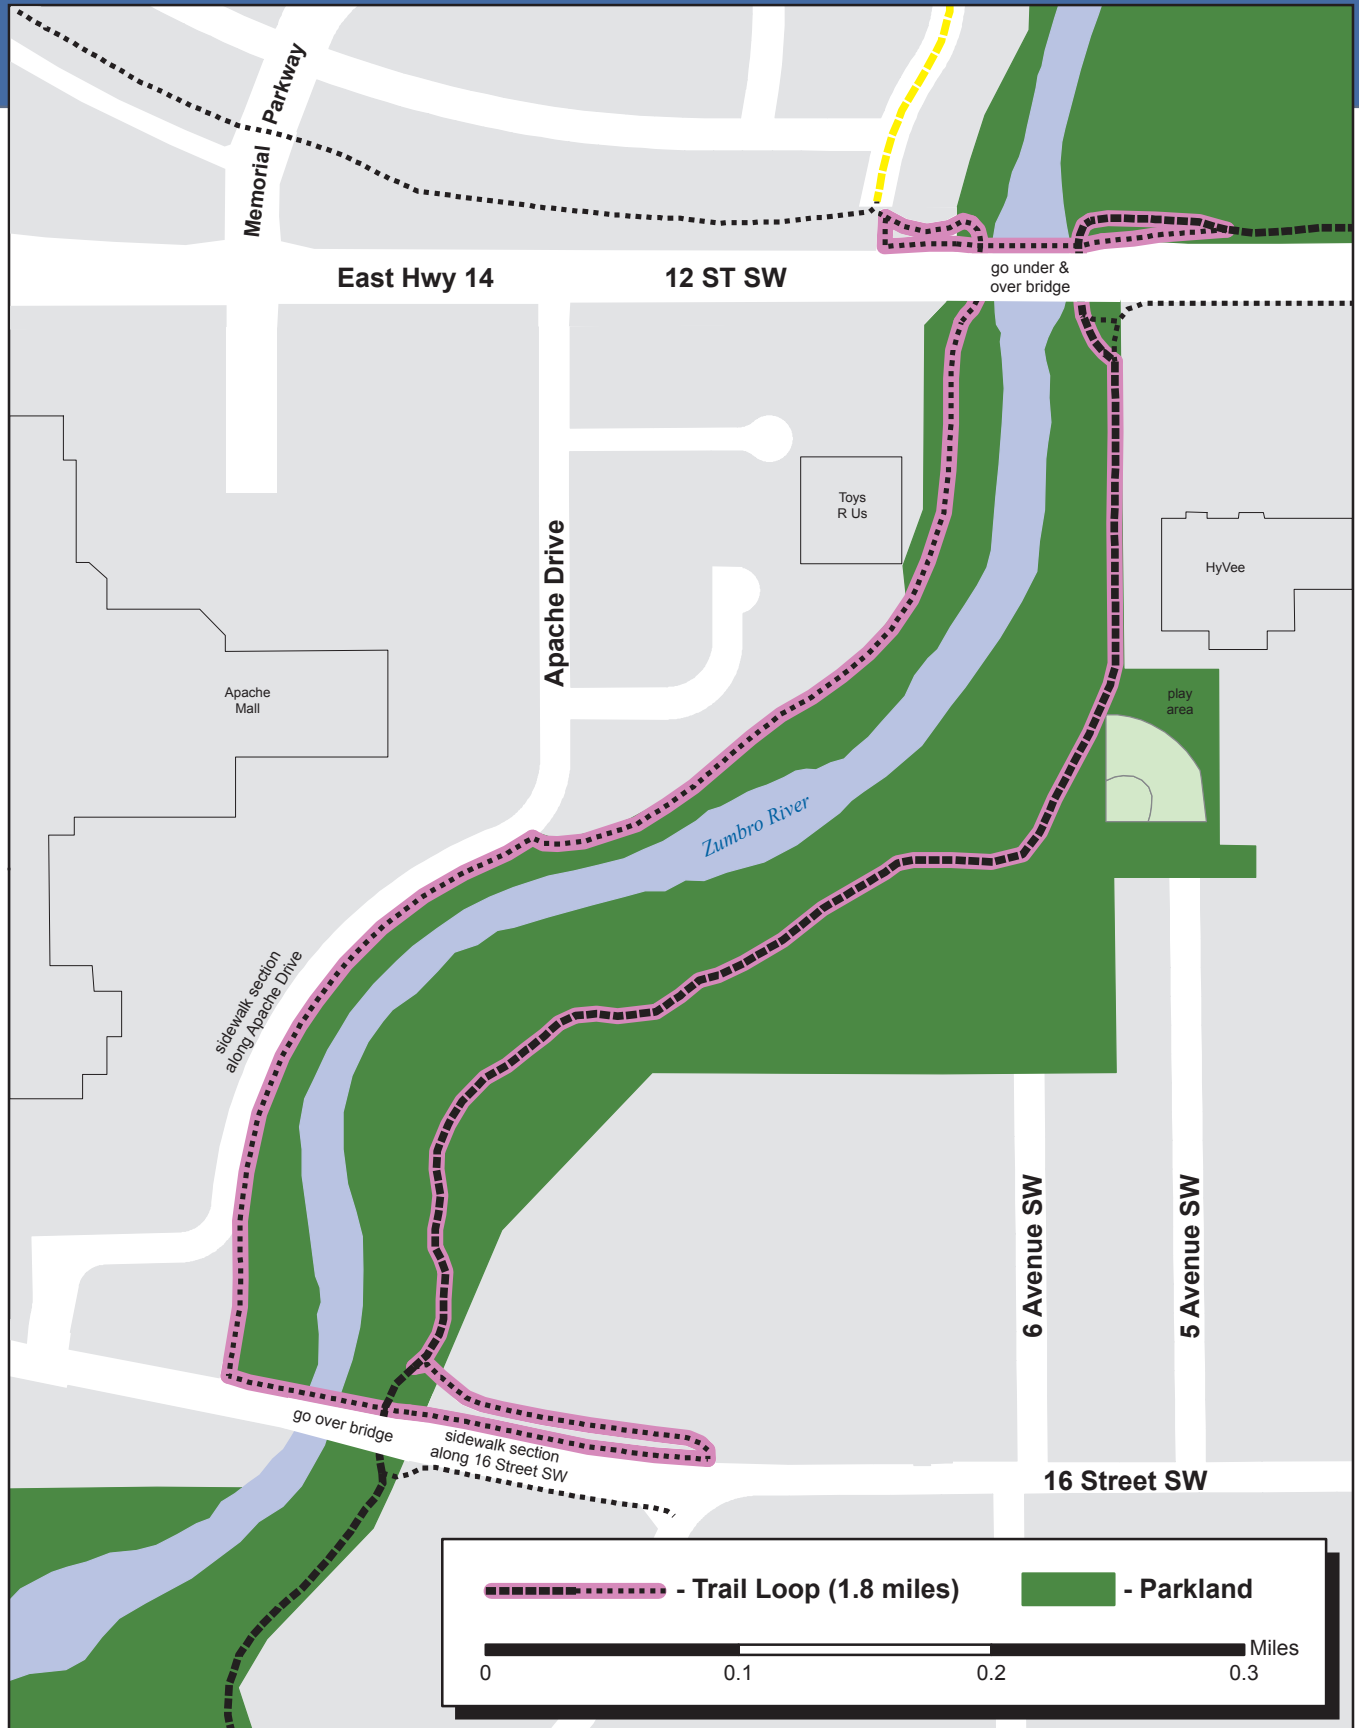 Memorial Parkway
East Hwy 14
12 ST SW
go under &
over bridge
Toys
R Us
HyVee
Apache Drive
Apache
Mall
play
area
Zumbro River
sidewalk section
along Apache Drive
6 Avenue SW
5 Avenue SW
go over bridge
sidewalk section
along 16 Street SW
16 Street SW
- Trail Loop (1.8 miles)
- Parkland
Miles
0 0.1 0.2 0.3